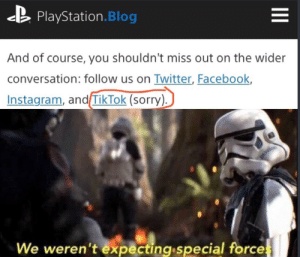 PlayStation.Blog
And of course, you shouldn't miss out on the wider
conversation: follow us on Twitter, Facebook,
Instagram, and TikTok (sorry).
We weren't expecting special forces